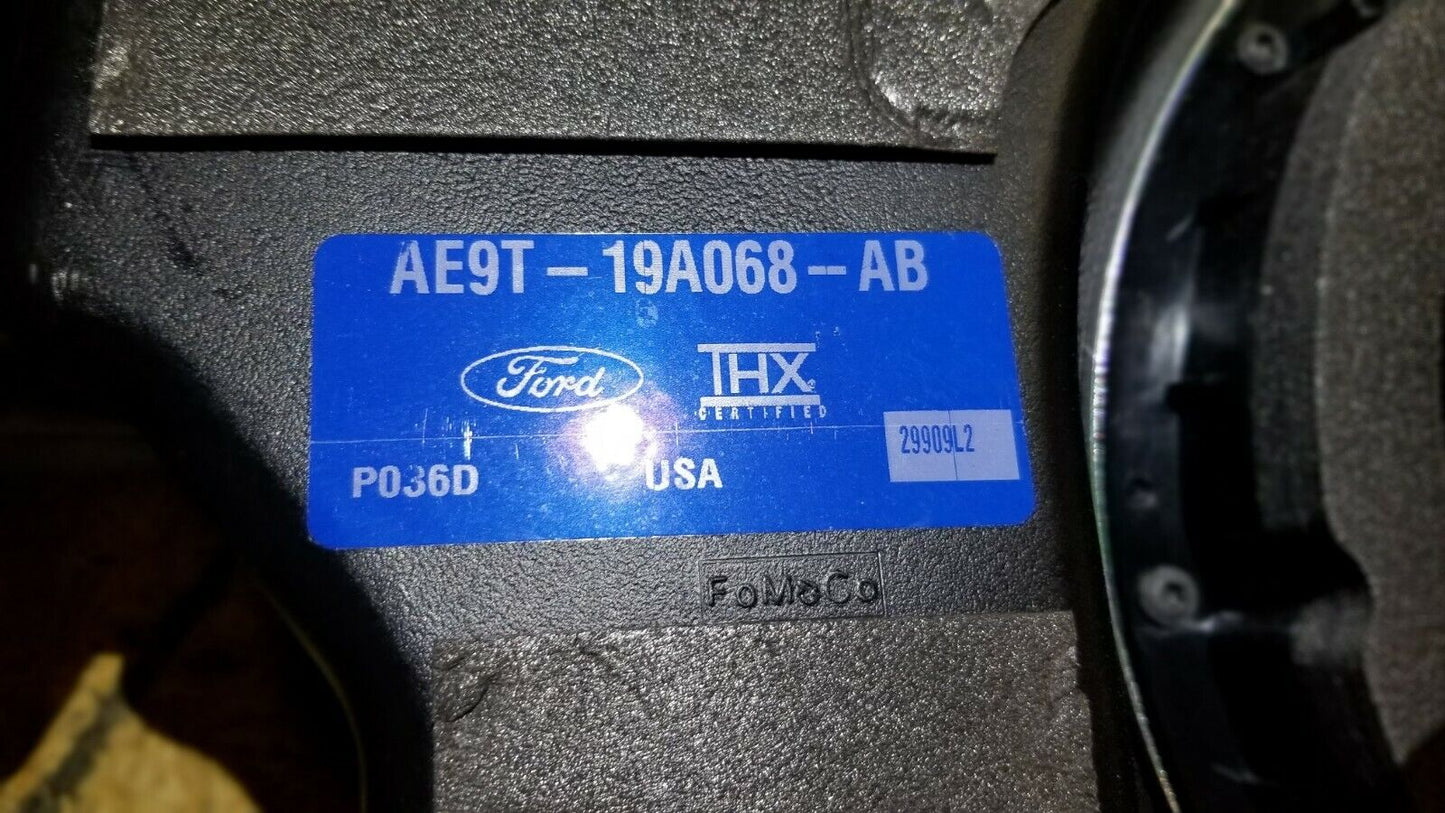 AE9T-19A068--AB
Ford THX
CERTIFIED
29909L2
P036D USA
FoMoCo